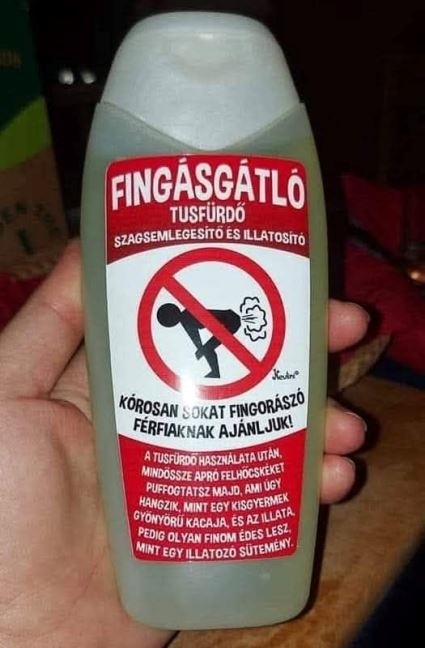 FINGÁSGÁTLÓ
TUSFÜRDŐ
SZAGSEMLEGESÍTŐ ÉS ILLATOSÍTÓ
KÓROSAN SOKAT FINGORÁSZÓ
FÉRFIAKNAK AJÁNLJUK!
A TUSFÜRDŐ HASZNÁLATA UTÁN,
MINDÖSSZE APRÓ FELHŐCSKÉKET
PUFFOGTATSZ MAJD, AMI ÚGY
HANGZIK, MINT EGY KISGYERMEK
GYÖNYÖRŰ KACAJA, ÉS AZ ILLATA,
PEDIG OLYAN FINOM ÉDES LESZ,
MINT EGY ILLATOZÓ SÜTEMÉNY.